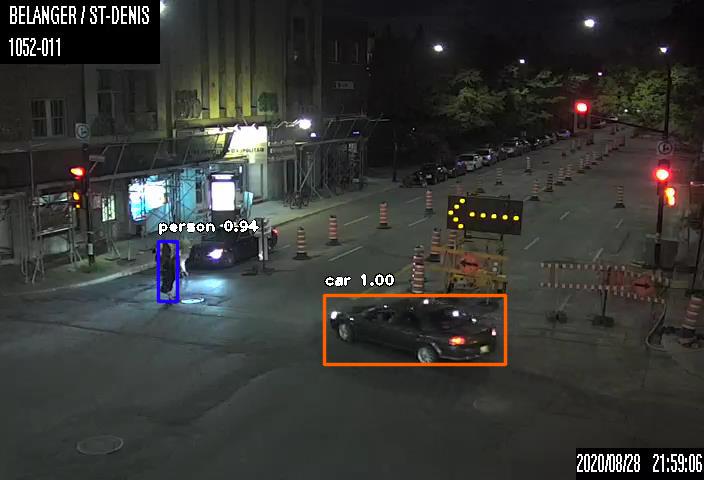 BELANGER / ST-DENIS
1052-011
person 0.94
car 1.00
2020/08/28 21:59:06